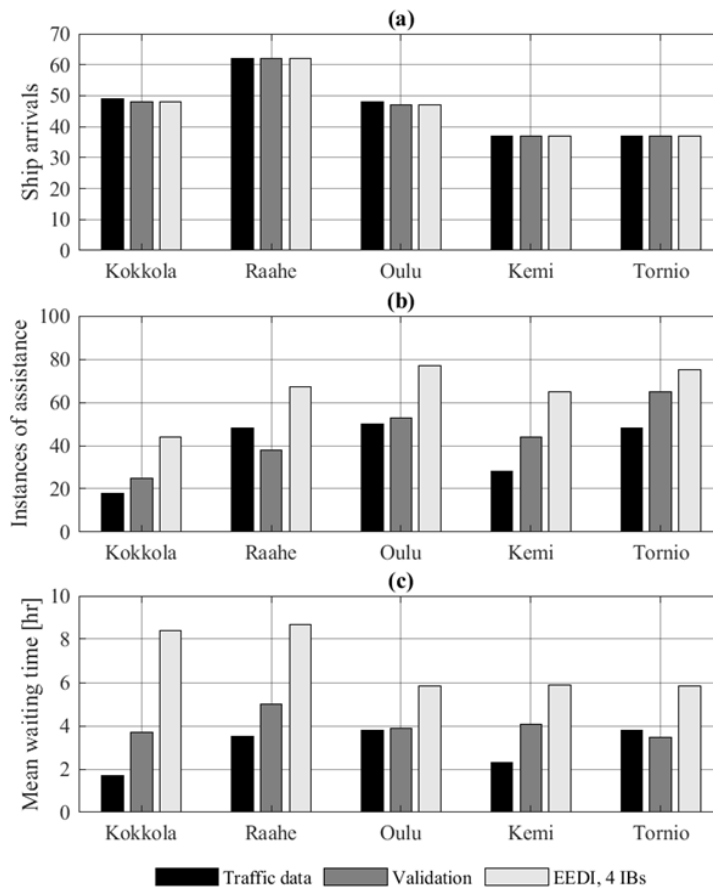 (a)
Ship arrivals
70
60
50
40
30
20
10
0
Kokkola Raahe Oulu Kemi Tornio
(b)
Instances of assistance
100
80
60
40
20
0
Kokkola Raahe Oulu Kemi Tornio
(c)
Mean waiting time [hr]
10
8
6
4
2
0
Kokkola Raahe Oulu Kemi Tornio
Traffic data Validation EEDI, 4 IBs